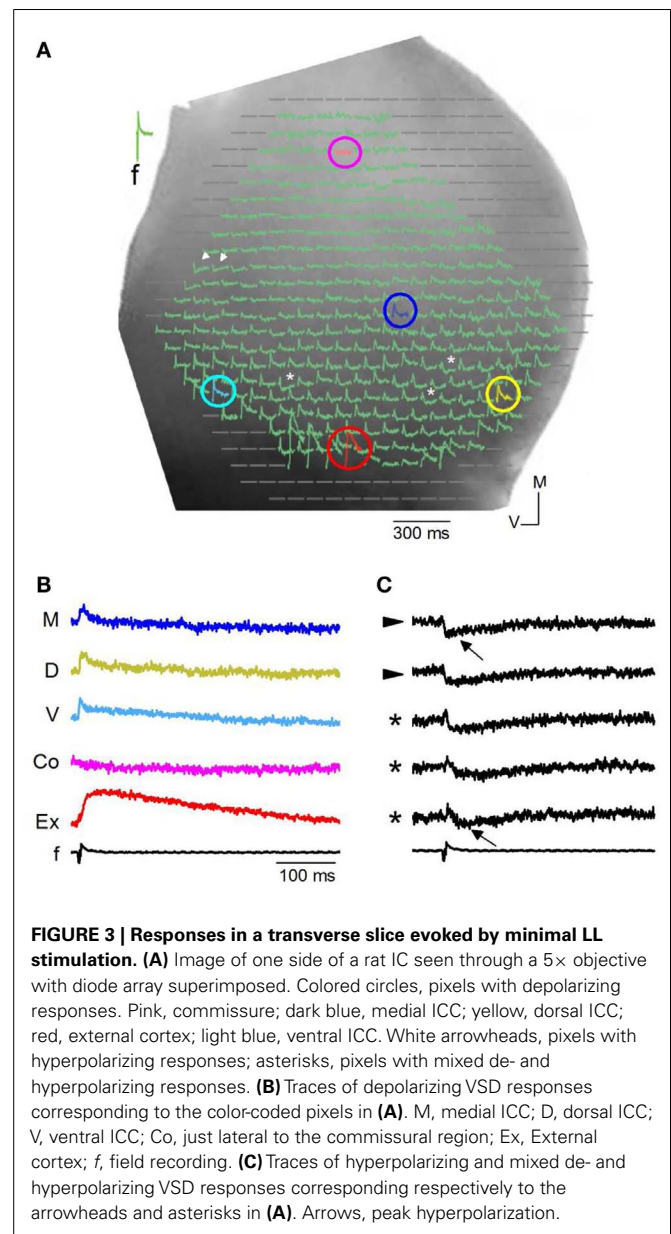 A
f
*
*
*
M
V
300 ms
B
C
M
D
V
*
Co
*
Ex
*
f
100 ms
FIGURE 3 | Responses in a transverse slice evoked by minimal LL
stimulation. (A) Image of one side of a rat IC seen through a 5× objective
with diode array superimposed. Colored circles, pixels with depolarizing
responses. Pink, commissure; dark blue, medial ICC; yellow, dorsal ICC;
red, external cortex; light blue, ventral ICC. White arrowheads, pixels with
hyperpolarizing responses; asterisks, pixels with mixed de- and
hyperpolarizing responses. (B) Traces of depolarizing VSD responses
corresponding to the color-coded pixels in (A). M, medial ICC; D, dorsal ICC;
V, ventral ICC; Co, just lateral to the commissural region; Ex, External
cortex; f, field recording. (C) Traces of hyperpolarizing and mixed de- and
hyperpolarizing VSD responses corresponding respectively to the
arrowheads and asterisks in (A). Arrows, peak hyperpolarization.